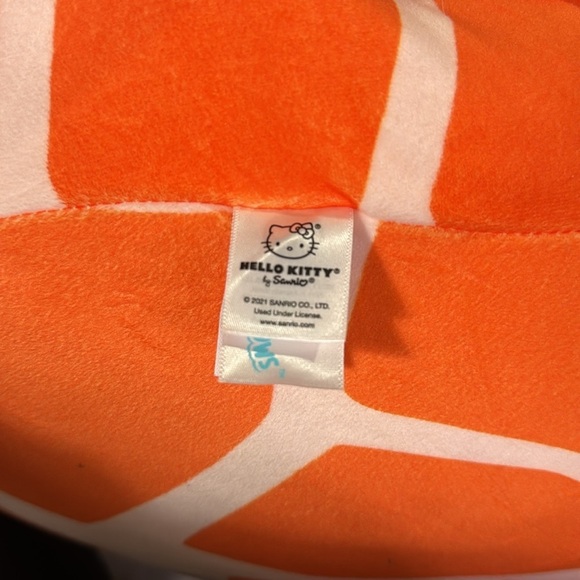 HELLO KITTY®
by Sanrio®
© 2021 SANRIO CO., LTD.
Used Under License.
www.sanrio.com